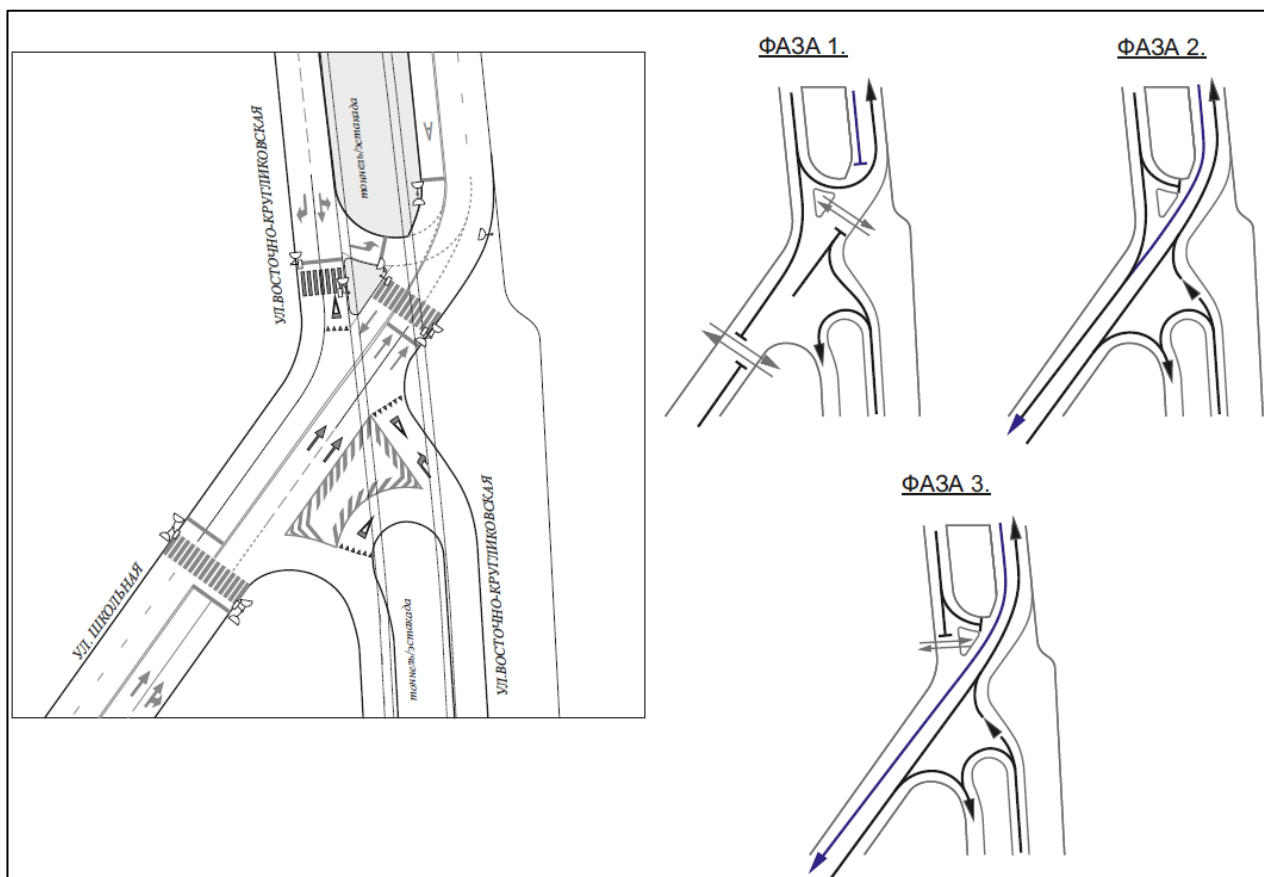 ФАЗА 1.
ФАЗА 2.
УЛ.ВОСТОЧНО-КРУГЛИКОВСКАЯ
тоннель/эстакада
А
УЛ. ШКОЛЬНАЯ
тоннель/эстакада
УЛ.ВОСТОЧНО-КРУГЛИКОВСКАЯ
ФАЗА 3.